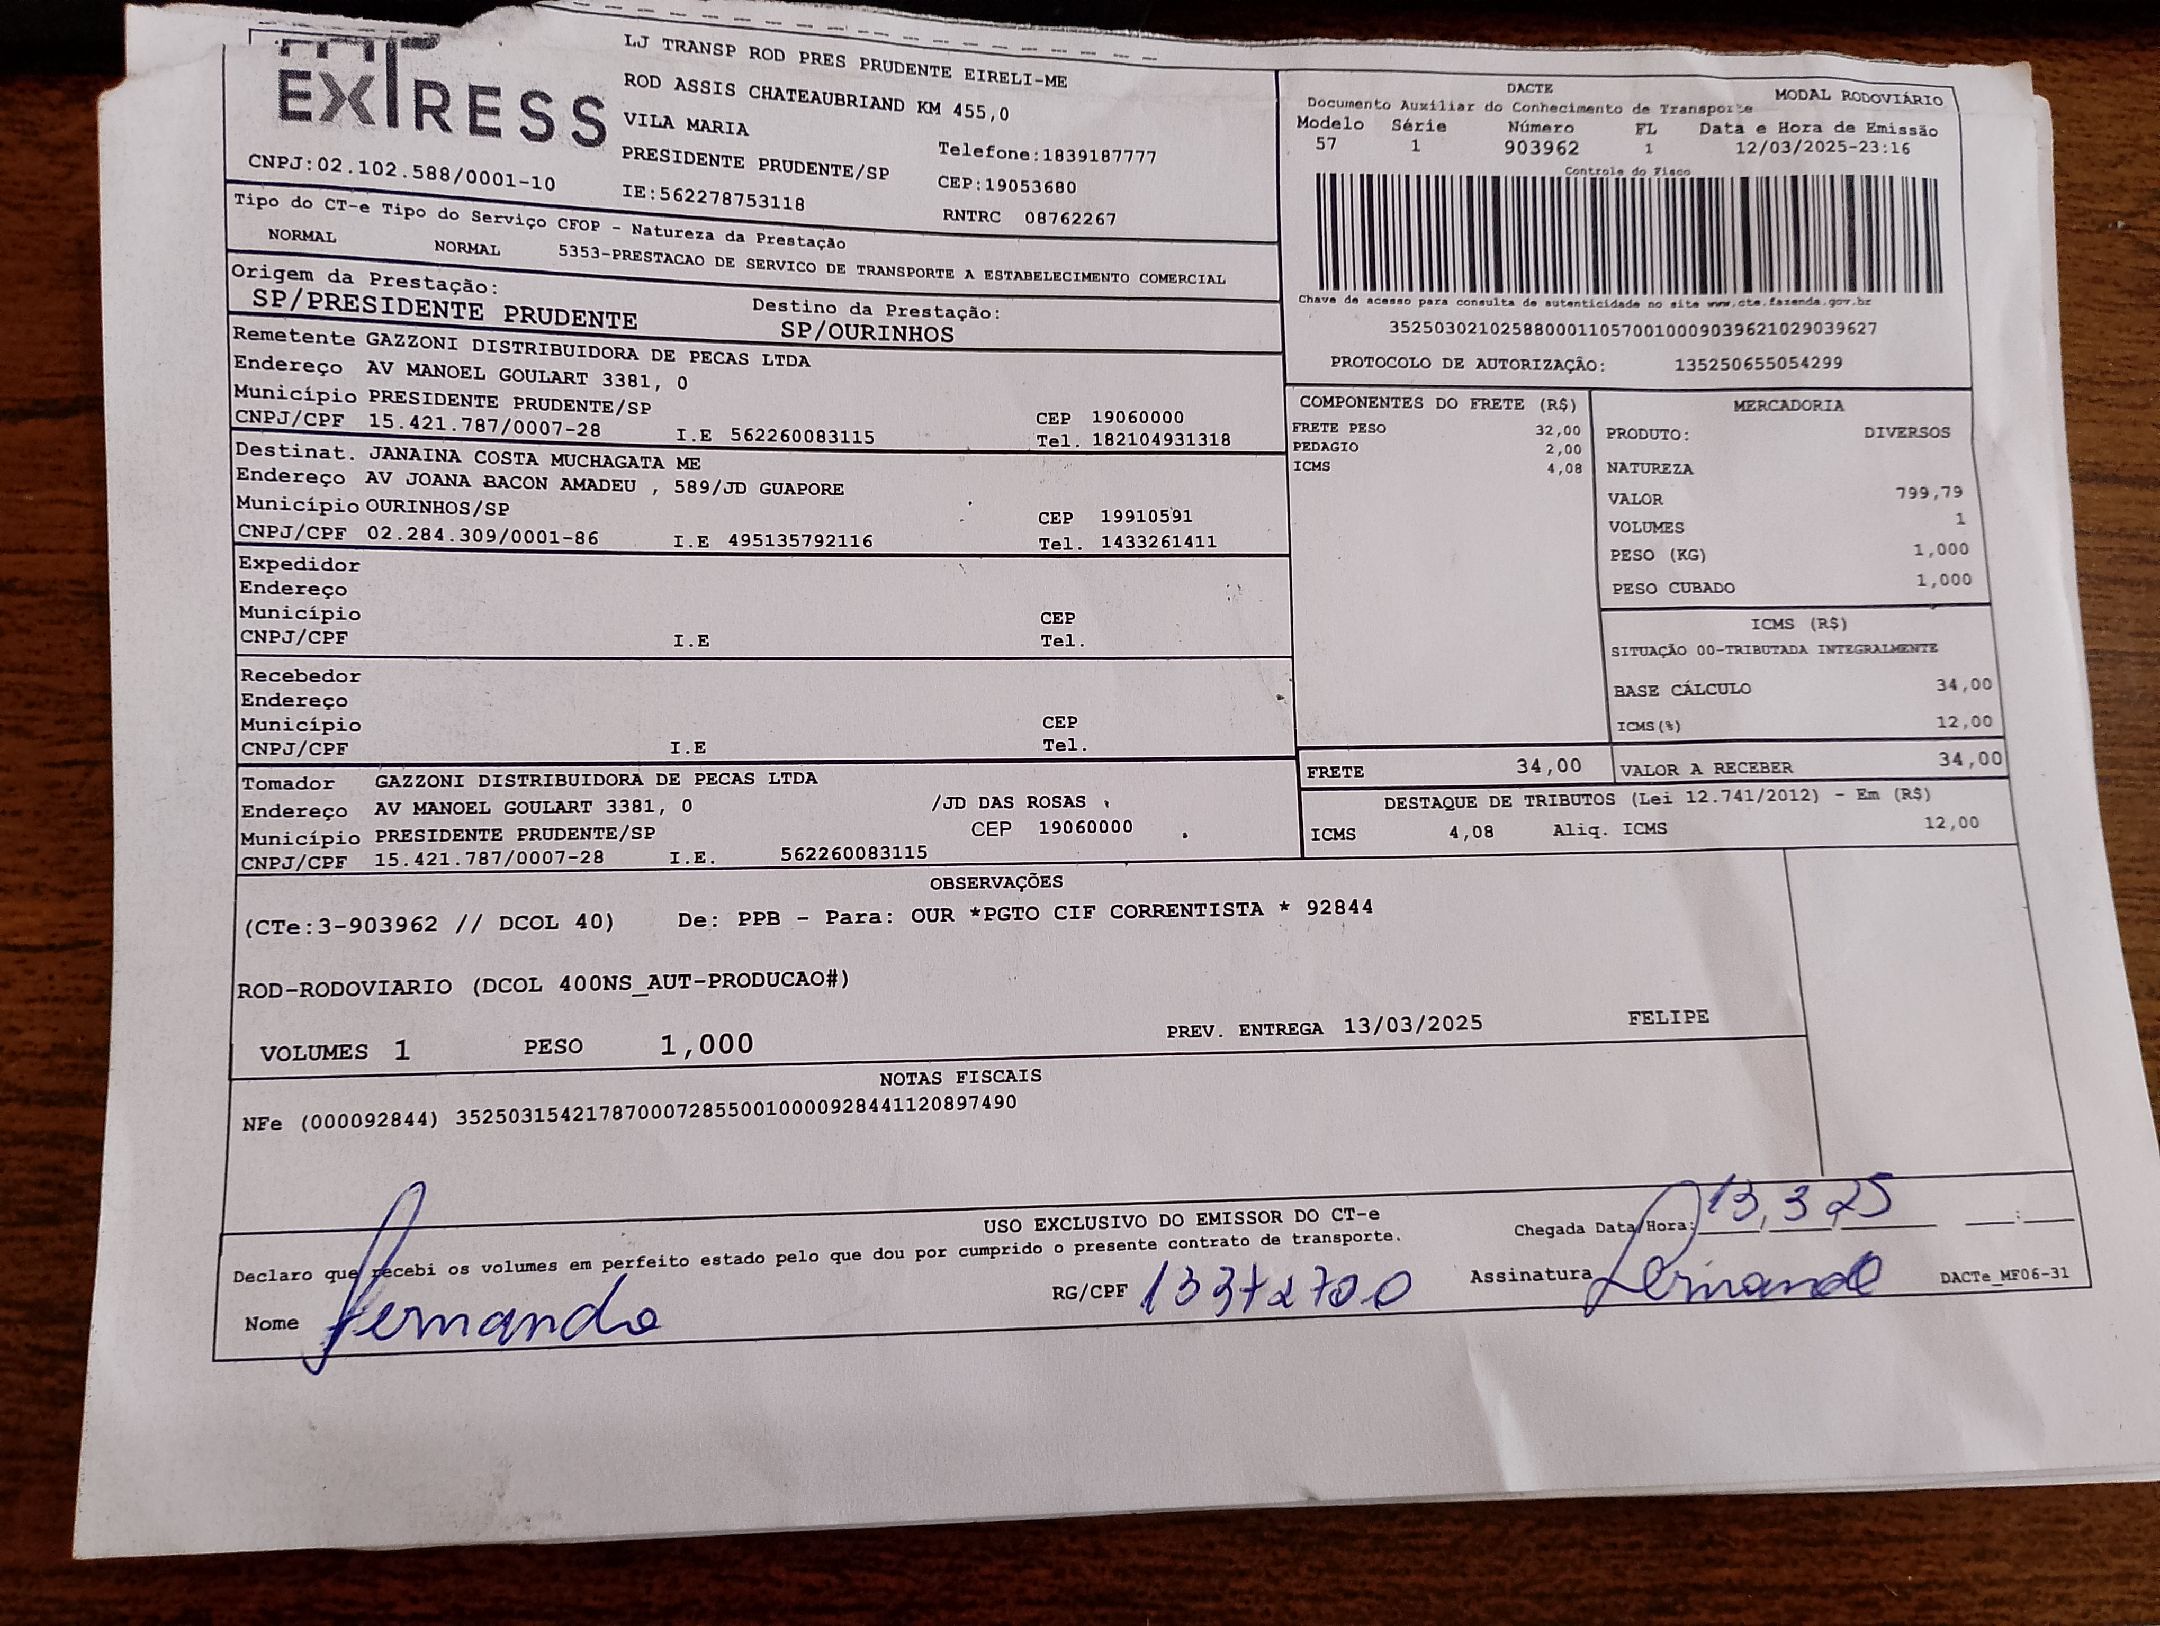 EXTRESS
LJ TRANSP ROD PRES PRUDENTE EIRELI-ME
ROD ASSIS CHATEAUBRIAND KM 455,0
VILA MARIA
PRESIDENTE PRUDENTE/SP
Telefone:1839187777
CEP:19053680
CNPJ:02.102.588/0001-10
IE:562278753118
RNTRC 08762267
DACTE
MODAL RODOVIÁRIO
Documento Auxiliar do Conhecimento de Transporte
Modelo Série Número FL Data e Hora de Emissão
57 1 903962 1 12/03/2025-23:16
Controle do Fisco
Chave de acesso para consulta de autenticidade no site www.cte.fazenda.gov.br
35250302102588000110570010009039621029039627
PROTOCOLO DE AUTORIZAÇÃO: 135250655054299
Tipo do CT-e Tipo do Serviço CFOP - Natureza da Prestação
NORMAL NORMAL 5353-PRESTACAO DE SERVICO DE TRANSPORTE A ESTABELECIMENTO COMERCIAL
Origem da Prestação:
SP/PRESIDENTE PRUDENTE
Destino da Prestação:
SP/OURINHOS
Remetente GAZZONI DISTRIBUIDORA DE PECAS LTDA
Endereço AV MANOEL GOULART 3381, 0
Município PRESIDENTE PRUDENTE/SP CEP 19060000
CNPJ/CPF 15.421.787/0007-28 I.E 562260083115 Tel. 182104931318
Destinat. JANAINA COSTA MUCHAGATA ME
Endereço AV JOANA BACON AMADEU , 589/JD GUAPORE
Município OURINHOS/SP CEP 19910591
CNPJ/CPF 02.284.309/0001-86 I.E 495135792116 Tel. 1433261411
Expedidor
Endereço
Município CEP
CNPJ/CPF I.E Tel.
Recebedor
Endereço
Município CEP
CNPJ/CPF I.E Tel.
Tomador GAZZONI DISTRIBUIDORA DE PECAS LTDA
Endereço AV MANOEL GOULART 3381, 0 /JD DAS ROSAS
Município PRESIDENTE PRUDENTE/SP CEP 19060000
CNPJ/CPF 15.421.787/0007-28 I.E. 562260083115
COMPONENTES DO FRETE (R$)
FRETE PESO 32,00
PEDAGIO 2,00
ICMS 4,08
MERCADORIA
PRODUTO: DIVERSOS
NATUREZA
VALOR 799,79
VOLUMES 1
PESO (KG) 1,000
PESO CUBADO 1,000
ICMS (R$)
SITUAÇÃO 00-TRIBUTADA INTEGRALMENTE
BASE CÁLCULO 34,00
ICMS(%) 12,00
FRETE 34,00 VALOR A RECEBER 34,00
DESTAQUE DE TRIBUTOS (Lei 12.741/2012) - Em (R$)
ICMS 4,08 Aliq. ICMS 12,00
OBSERVAÇÕES
(CTe:3-903962 // DCOL 40) De: PPB - Para: OUR *PGTO CIF CORRENTISTA * 92844
ROD-RODOVIARIO (DCOL 400NS_AUT-PRODUCAO#)
VOLUMES 1 PESO 1,000 PREV. ENTREGA 13/03/2025 FELIPE
NOTAS FISCAIS
NFe (000092844) 35250315421787000728550010000928441120897490
USO EXCLUSIVO DO EMISSOR DO CT-e
Chegada Data/Hora: 13,3 25
Declaro que recebi os volumes em perfeito estado pelo que dou por cumprido o presente contrato de transporte.
Nome Fernando RG/CPF 13372700 Assinatura Fernando DACTe_MF06-31